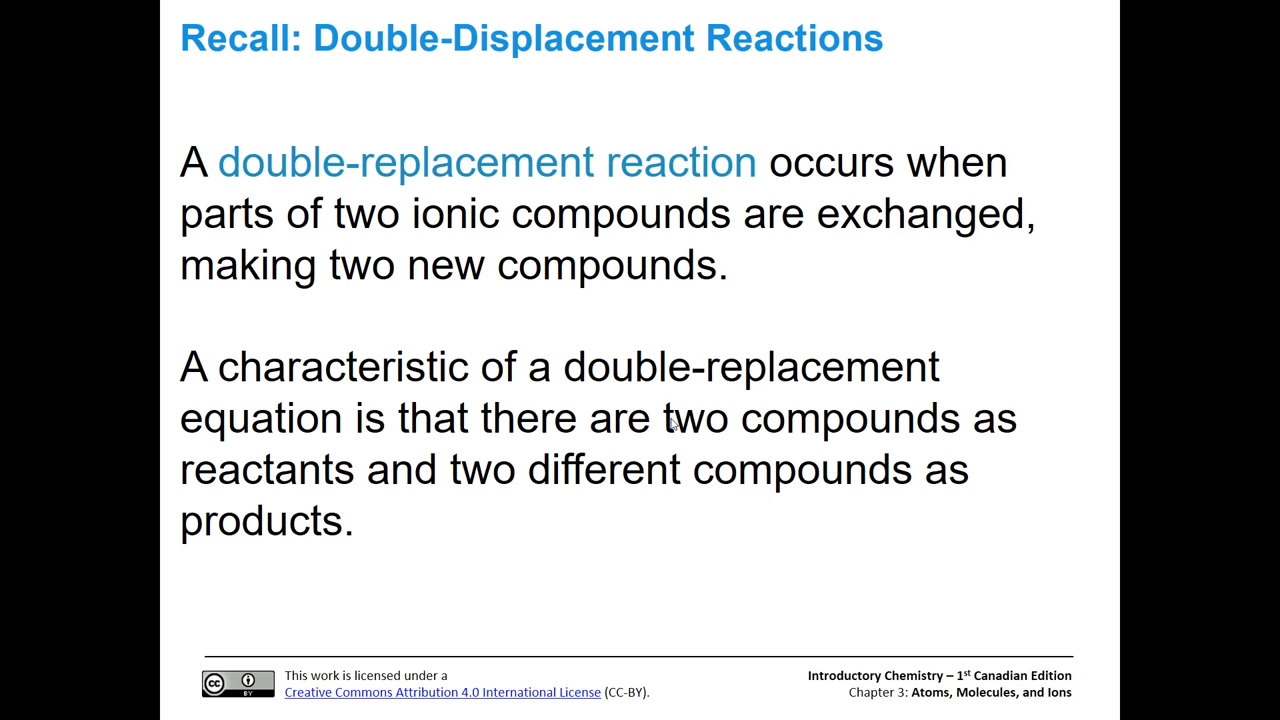 Recall: Double-Displacement Reactions
A double-replacement reaction occurs when
parts of two ionic compounds are exchanged,
making two new compounds.
A characteristic of a double-replacement
equation is that there are two compounds as
reactants and two different compounds as
products.
cc BY
This work is licensed under a
Creative Commons Attribution 4.0 International License (CC-BY).
Introductory Chemistry – 1st Canadian Edition
Chapter 3: Atoms, Molecules, and Ions